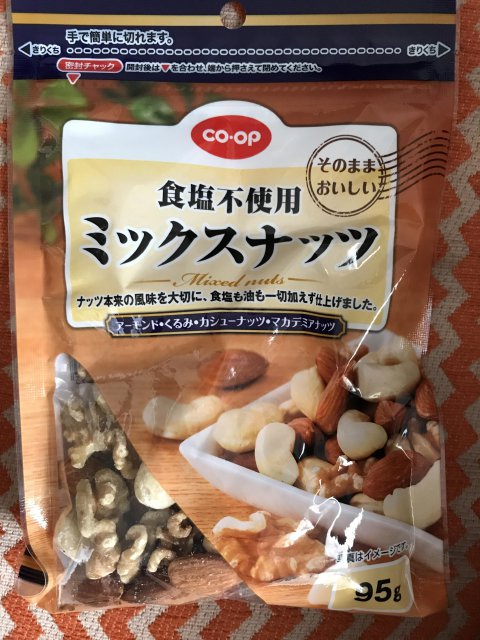 手で簡単に切れます。
きりくち
きりくち
密封チャック
開封後は▼を合わせ、端から押さえて閉めてください。
CO・OP
そのまま
おいしい
食塩不使用
ミックスナッツ
Mixed nuts
ナッツ本来の風味を大切に、食塩も油も一切加えず仕上げました。
アーモンド・くるみ・カシューナッツ・マカデミアナッツ
写真はイメージです。
95g